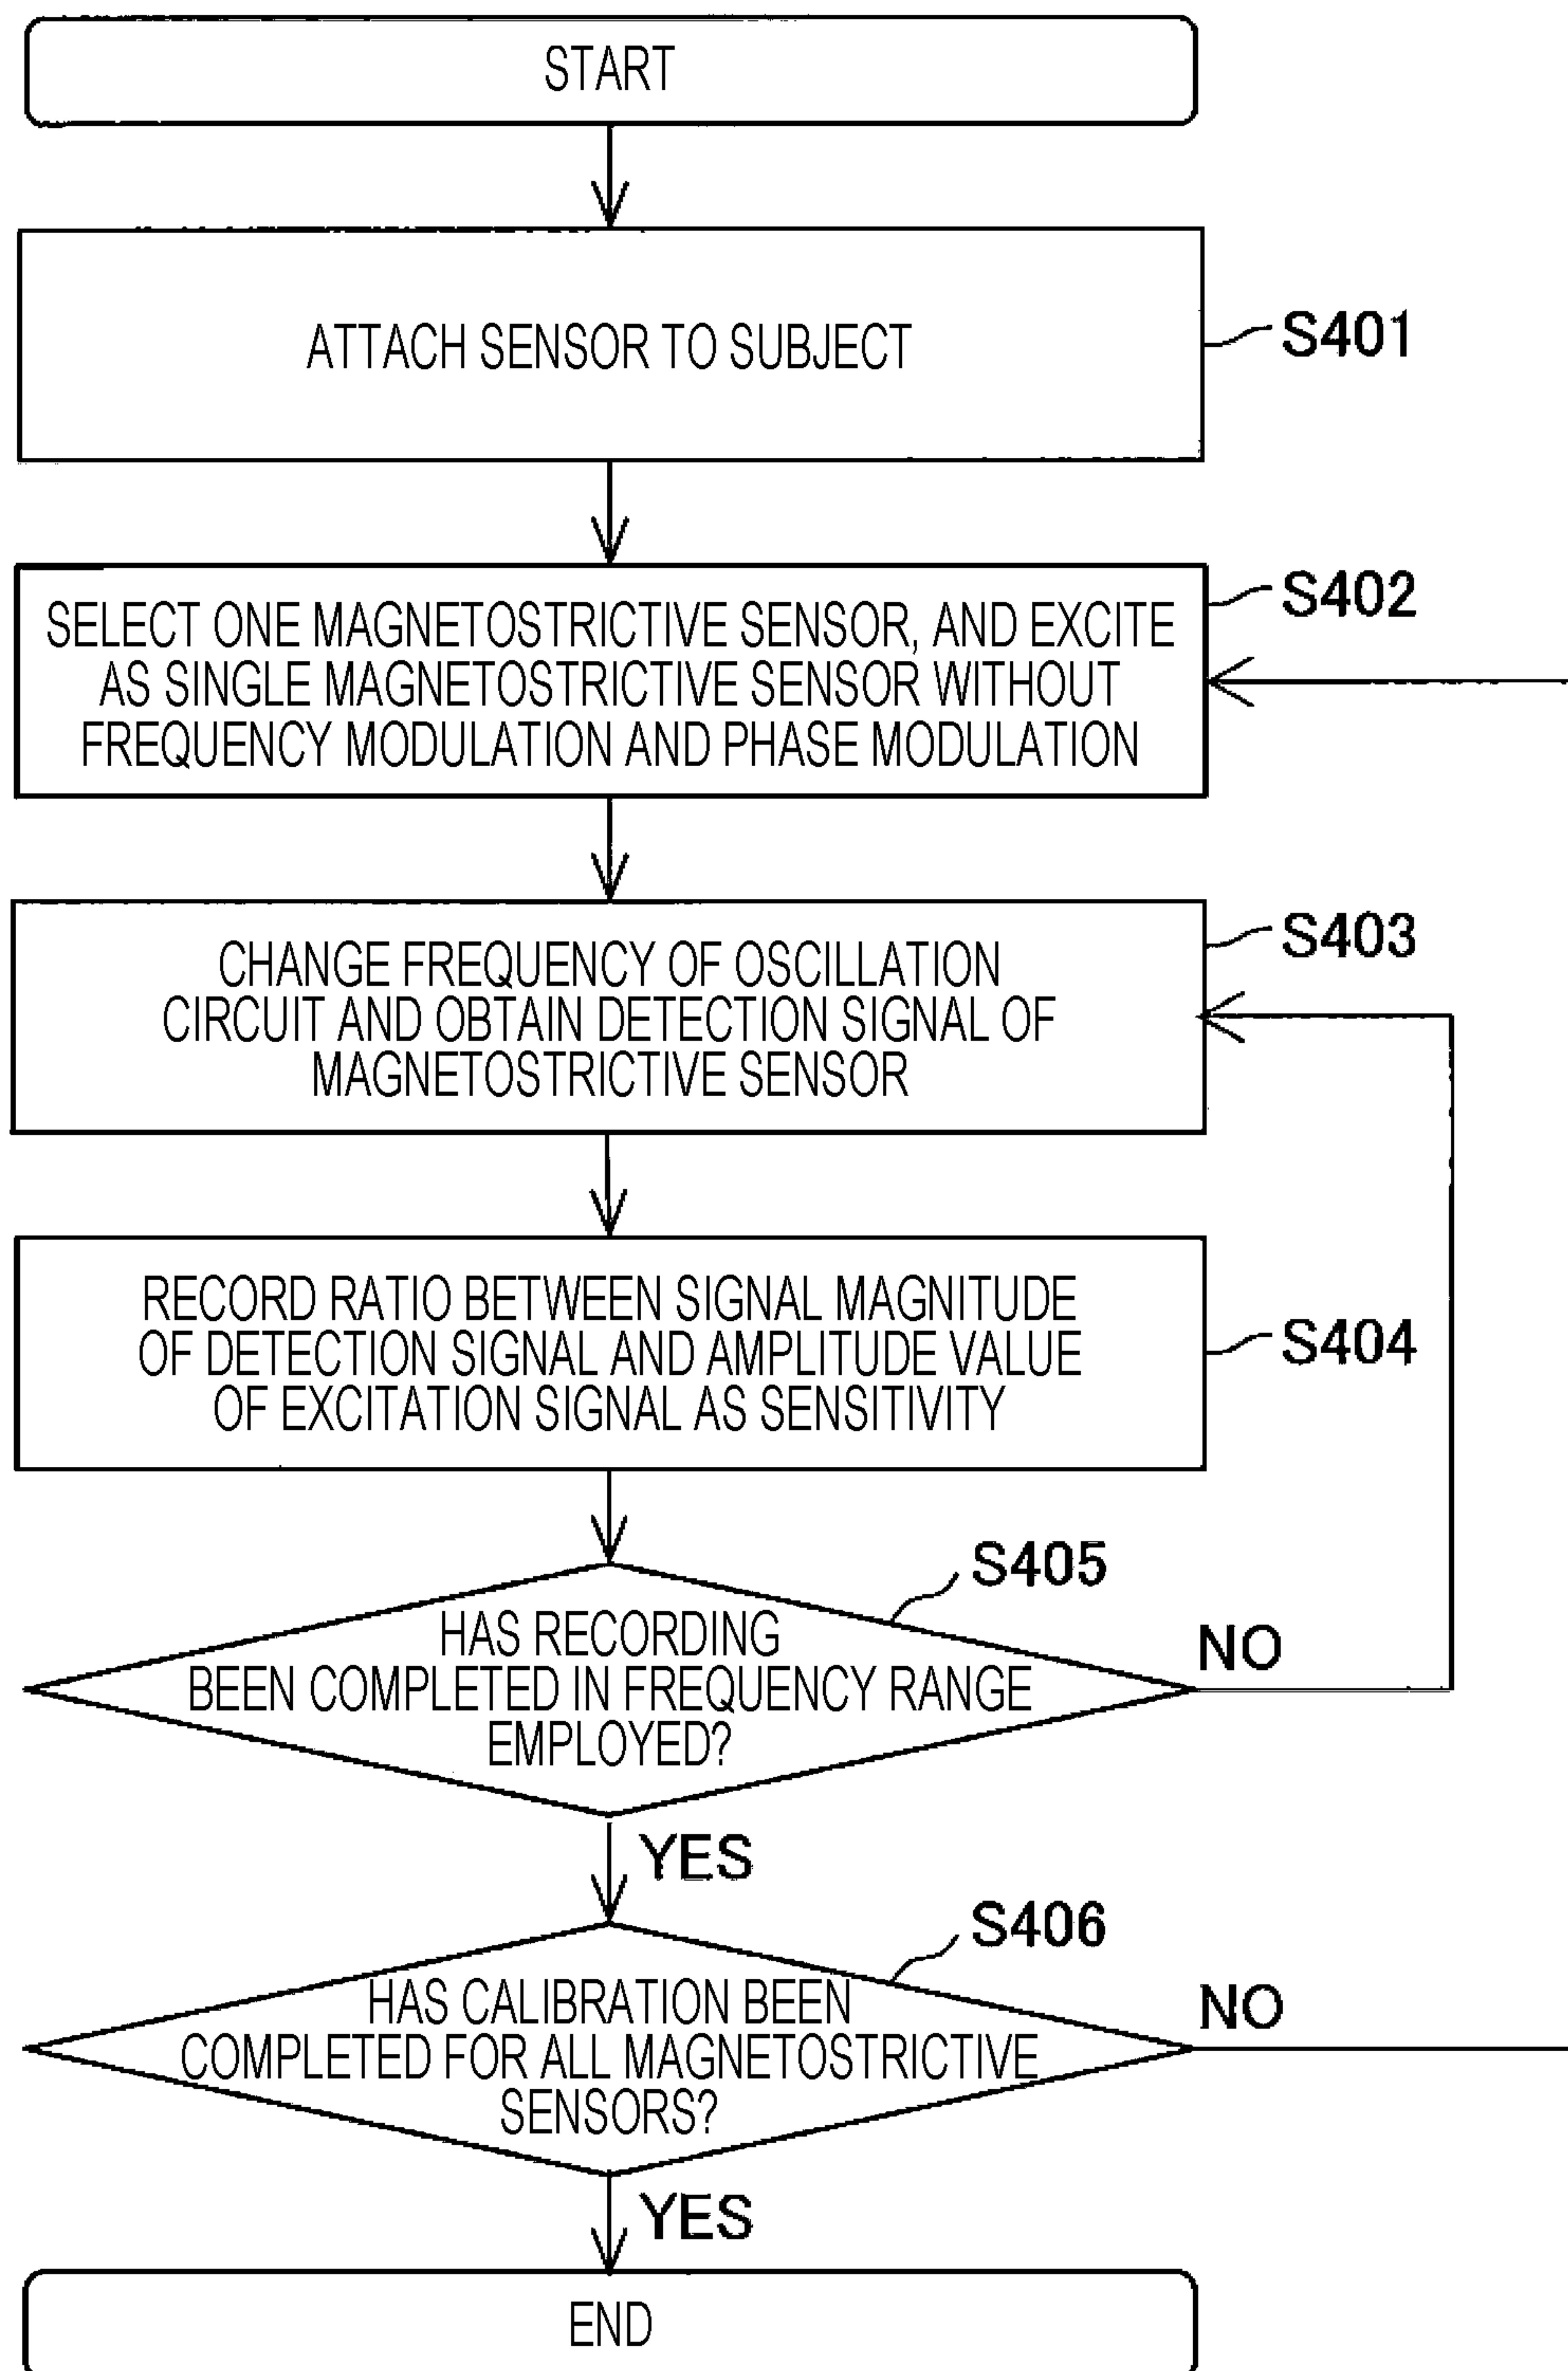 START
ATTACH SENSOR TO SUBJECT
S401
SELECT ONE MAGNETOSTRICTIVE SENSOR, AND EXCITE
AS SINGLE MAGNETOSTRICTIVE SENSOR WITHOUT
FREQUENCY MODULATION AND PHASE MODULATION
S402
CHANGE FREQUENCY OF OSCILLATION
CIRCUIT AND OBTAIN DETECTION SIGNAL OF
MAGNETOSTRICTIVE SENSOR
S403
RECORD RATIO BETWEEN SIGNAL MAGNITUDE
OF DETECTION SIGNAL AND AMPLITUDE VALUE
OF EXCITATION SIGNAL AS SENSITIVITY
S404
S405
HAS RECORDING
BEEN COMPLETED IN FREQUENCY RANGE
EMPLOYED?
NO
YES
S406
HAS CALIBRATION BEEN
COMPLETED FOR ALL MAGNETOSTRICTIVE
SENSORS?
NO
YES
END